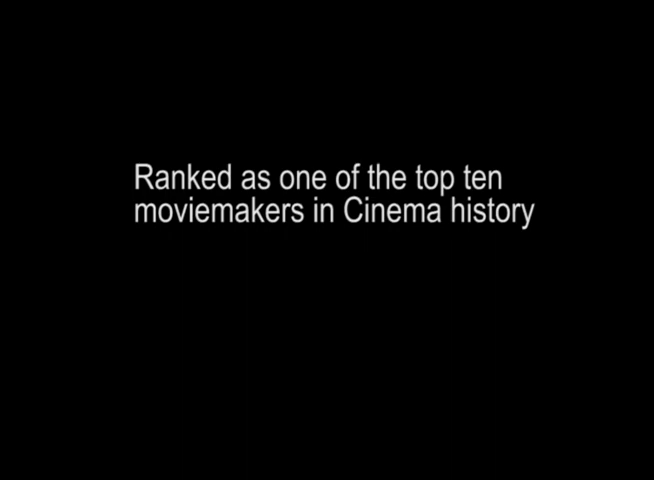 Ranked as one of the top ten
moviemakers in Cinema history